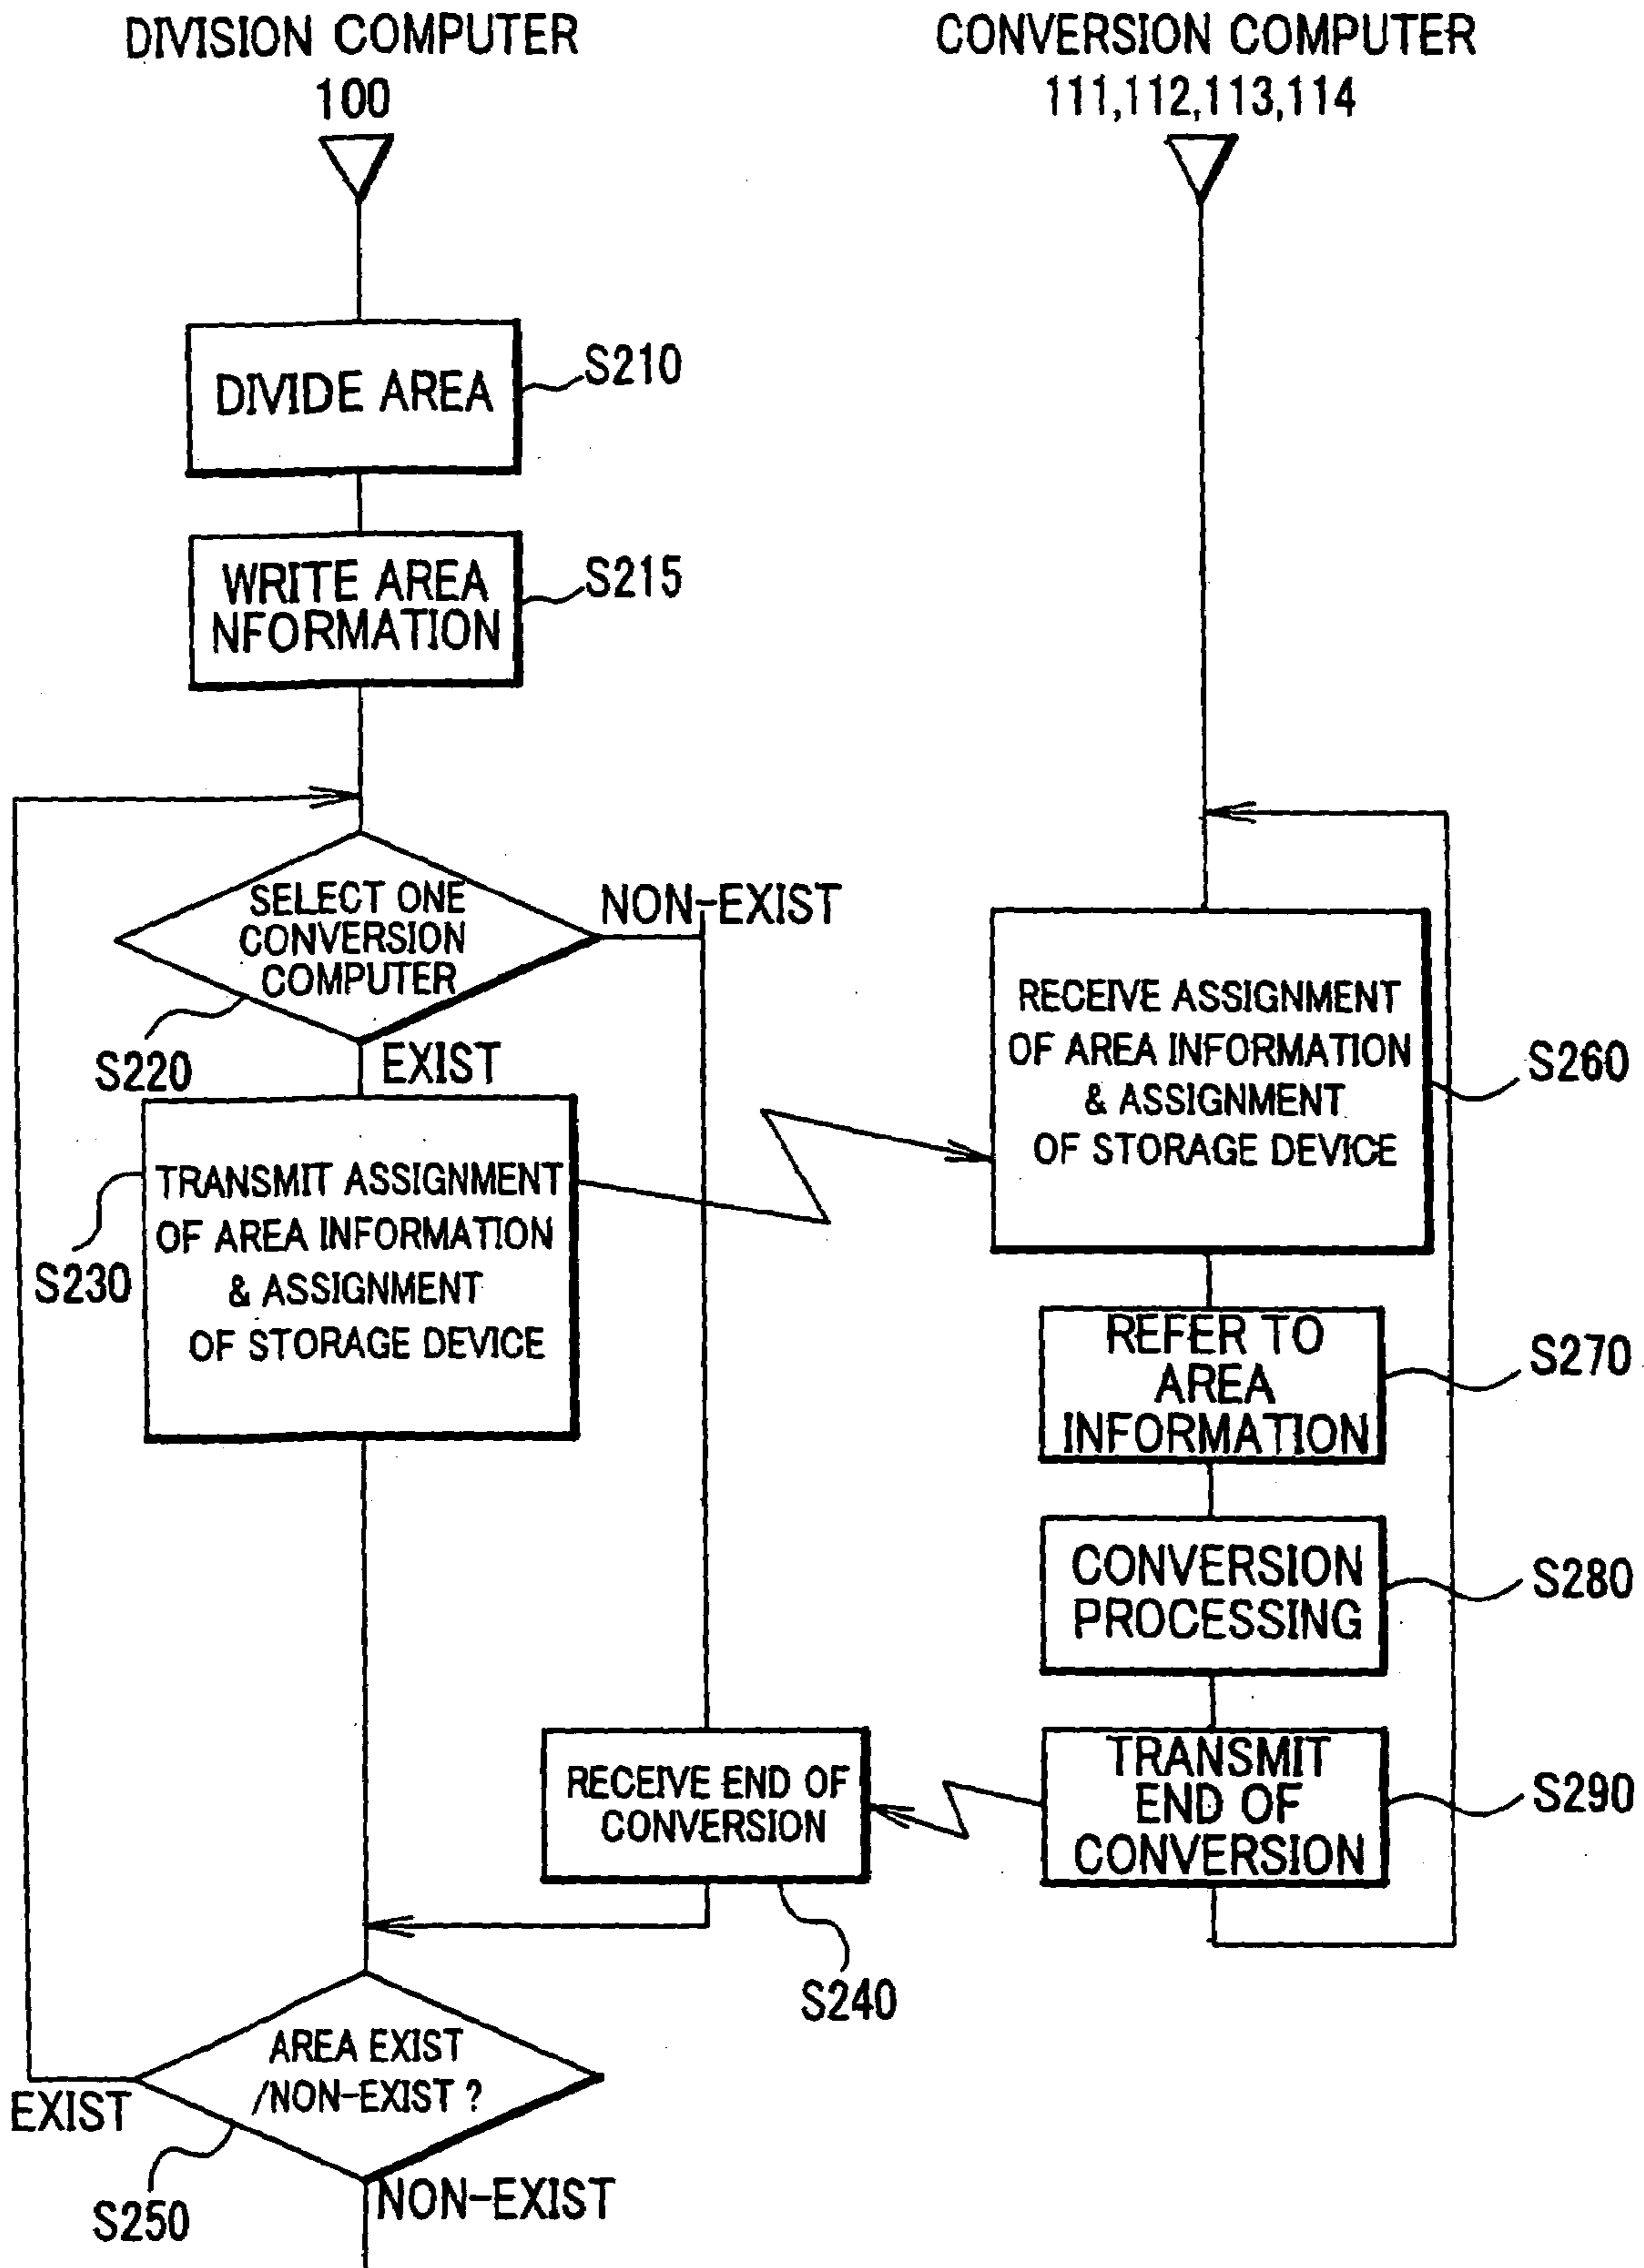 DIVISION COMPUTER
100
CONVERSION COMPUTER
111,112,113,114
DIVIDE AREA
S210
WRITE AREA
NFORMATION
S215
SELECT ONE
CONVERSION
COMPUTER
NON-EXIST
S220
EXIST
TRANSMIT ASSIGNMENT
OF AREA INFORMATION
& ASSIGNMENT
OF STORAGE DEVICE
S230
RECEIVE ASSIGNMENT
OF AREA INFORMATION
& ASSIGNMENT
OF STORAGE DEVICE
S260
REFER TO
AREA
INFORMATION
S270
CONVERSION
PROCESSING
S280
TRANSMIT
END OF
CONVERSION
S290
RECEIVE END OF
CONVERSION
S240
AREA EXIST
/NON-EXIST ?
EXIST
S250
NON-EXIST